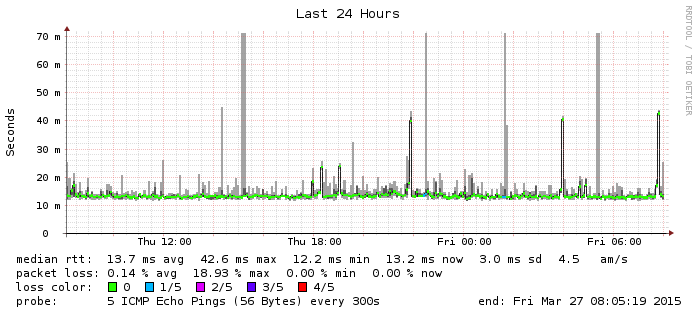 Last 24 Hours
RRDTOOL / TOBI OETIKER
Seconds
70 m
60 m
50 m
40 m
30 m
20 m
10 m
0
Thu 12:00 Thu 18:00 Fri 00:00 Fri 06:00
median rtt: 13.7 ms avg 42.6 ms max 12.2 ms min 13.2 ms now 3.0 ms sd 4.5 am/s
packet loss: 0.14 % avg 18.93 % max 0.00 % min 0.00 % now
loss color: 0 1/5 2/5 3/5 4/5
probe: 5 ICMP Echo Pings (56 Bytes) every 300s end: Fri Mar 27 08:05:19 2015